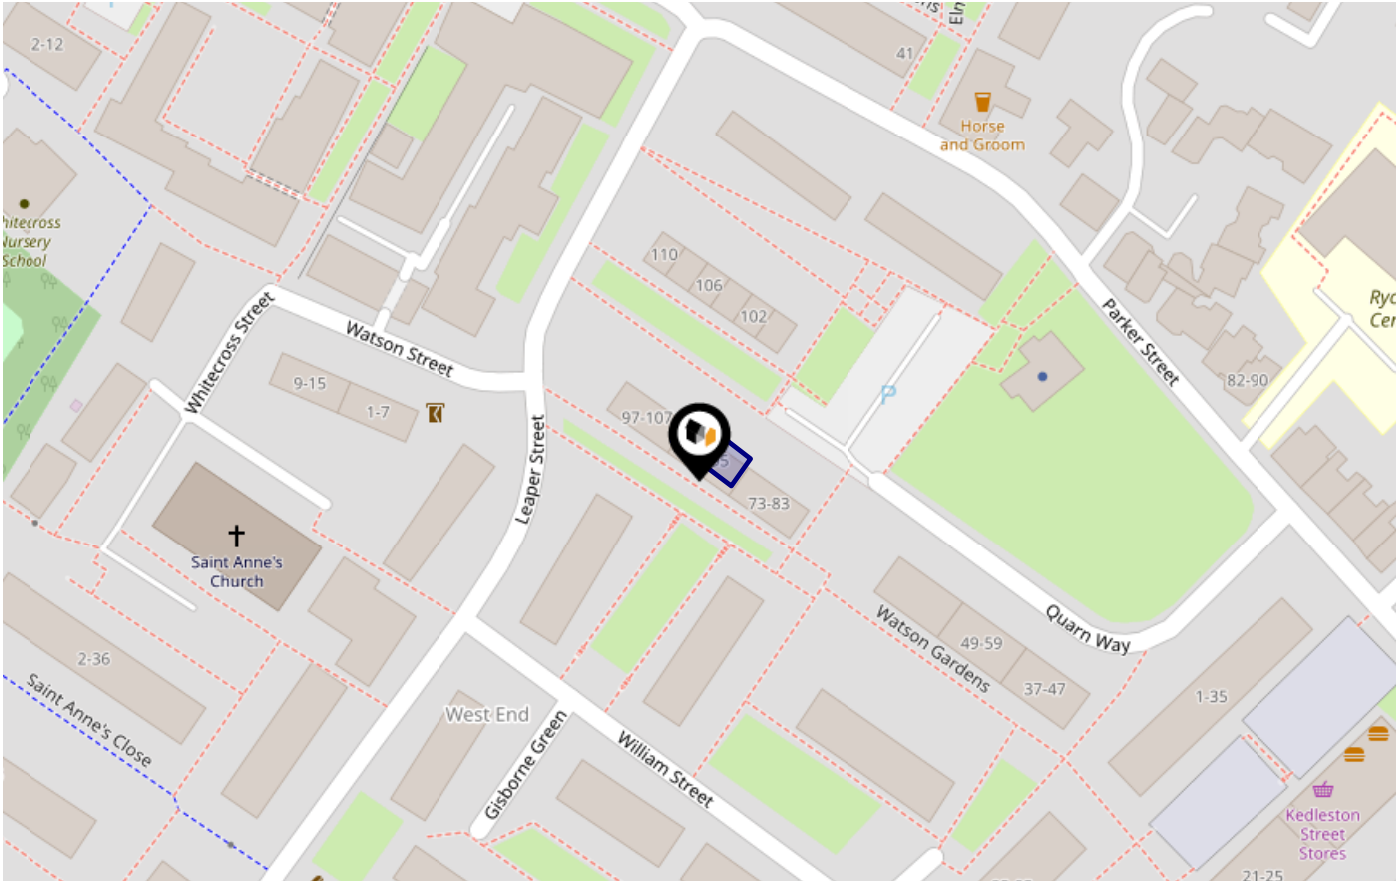 2-12
41
Horse
and Groom
Nursery
School
110
106
102
Whitecross Street
Watson Street
Parker Street
82-90
9-15
1-7
P
97-107
73-83
Leaper Street
Saint Anne's
Church
2-36
Saint Anne's Close
West End
Gisborne Green
William Street
Watson Gardens
49-59
37-47
Quarn Way
1-35
Kedleston
Street
Stores
21-25